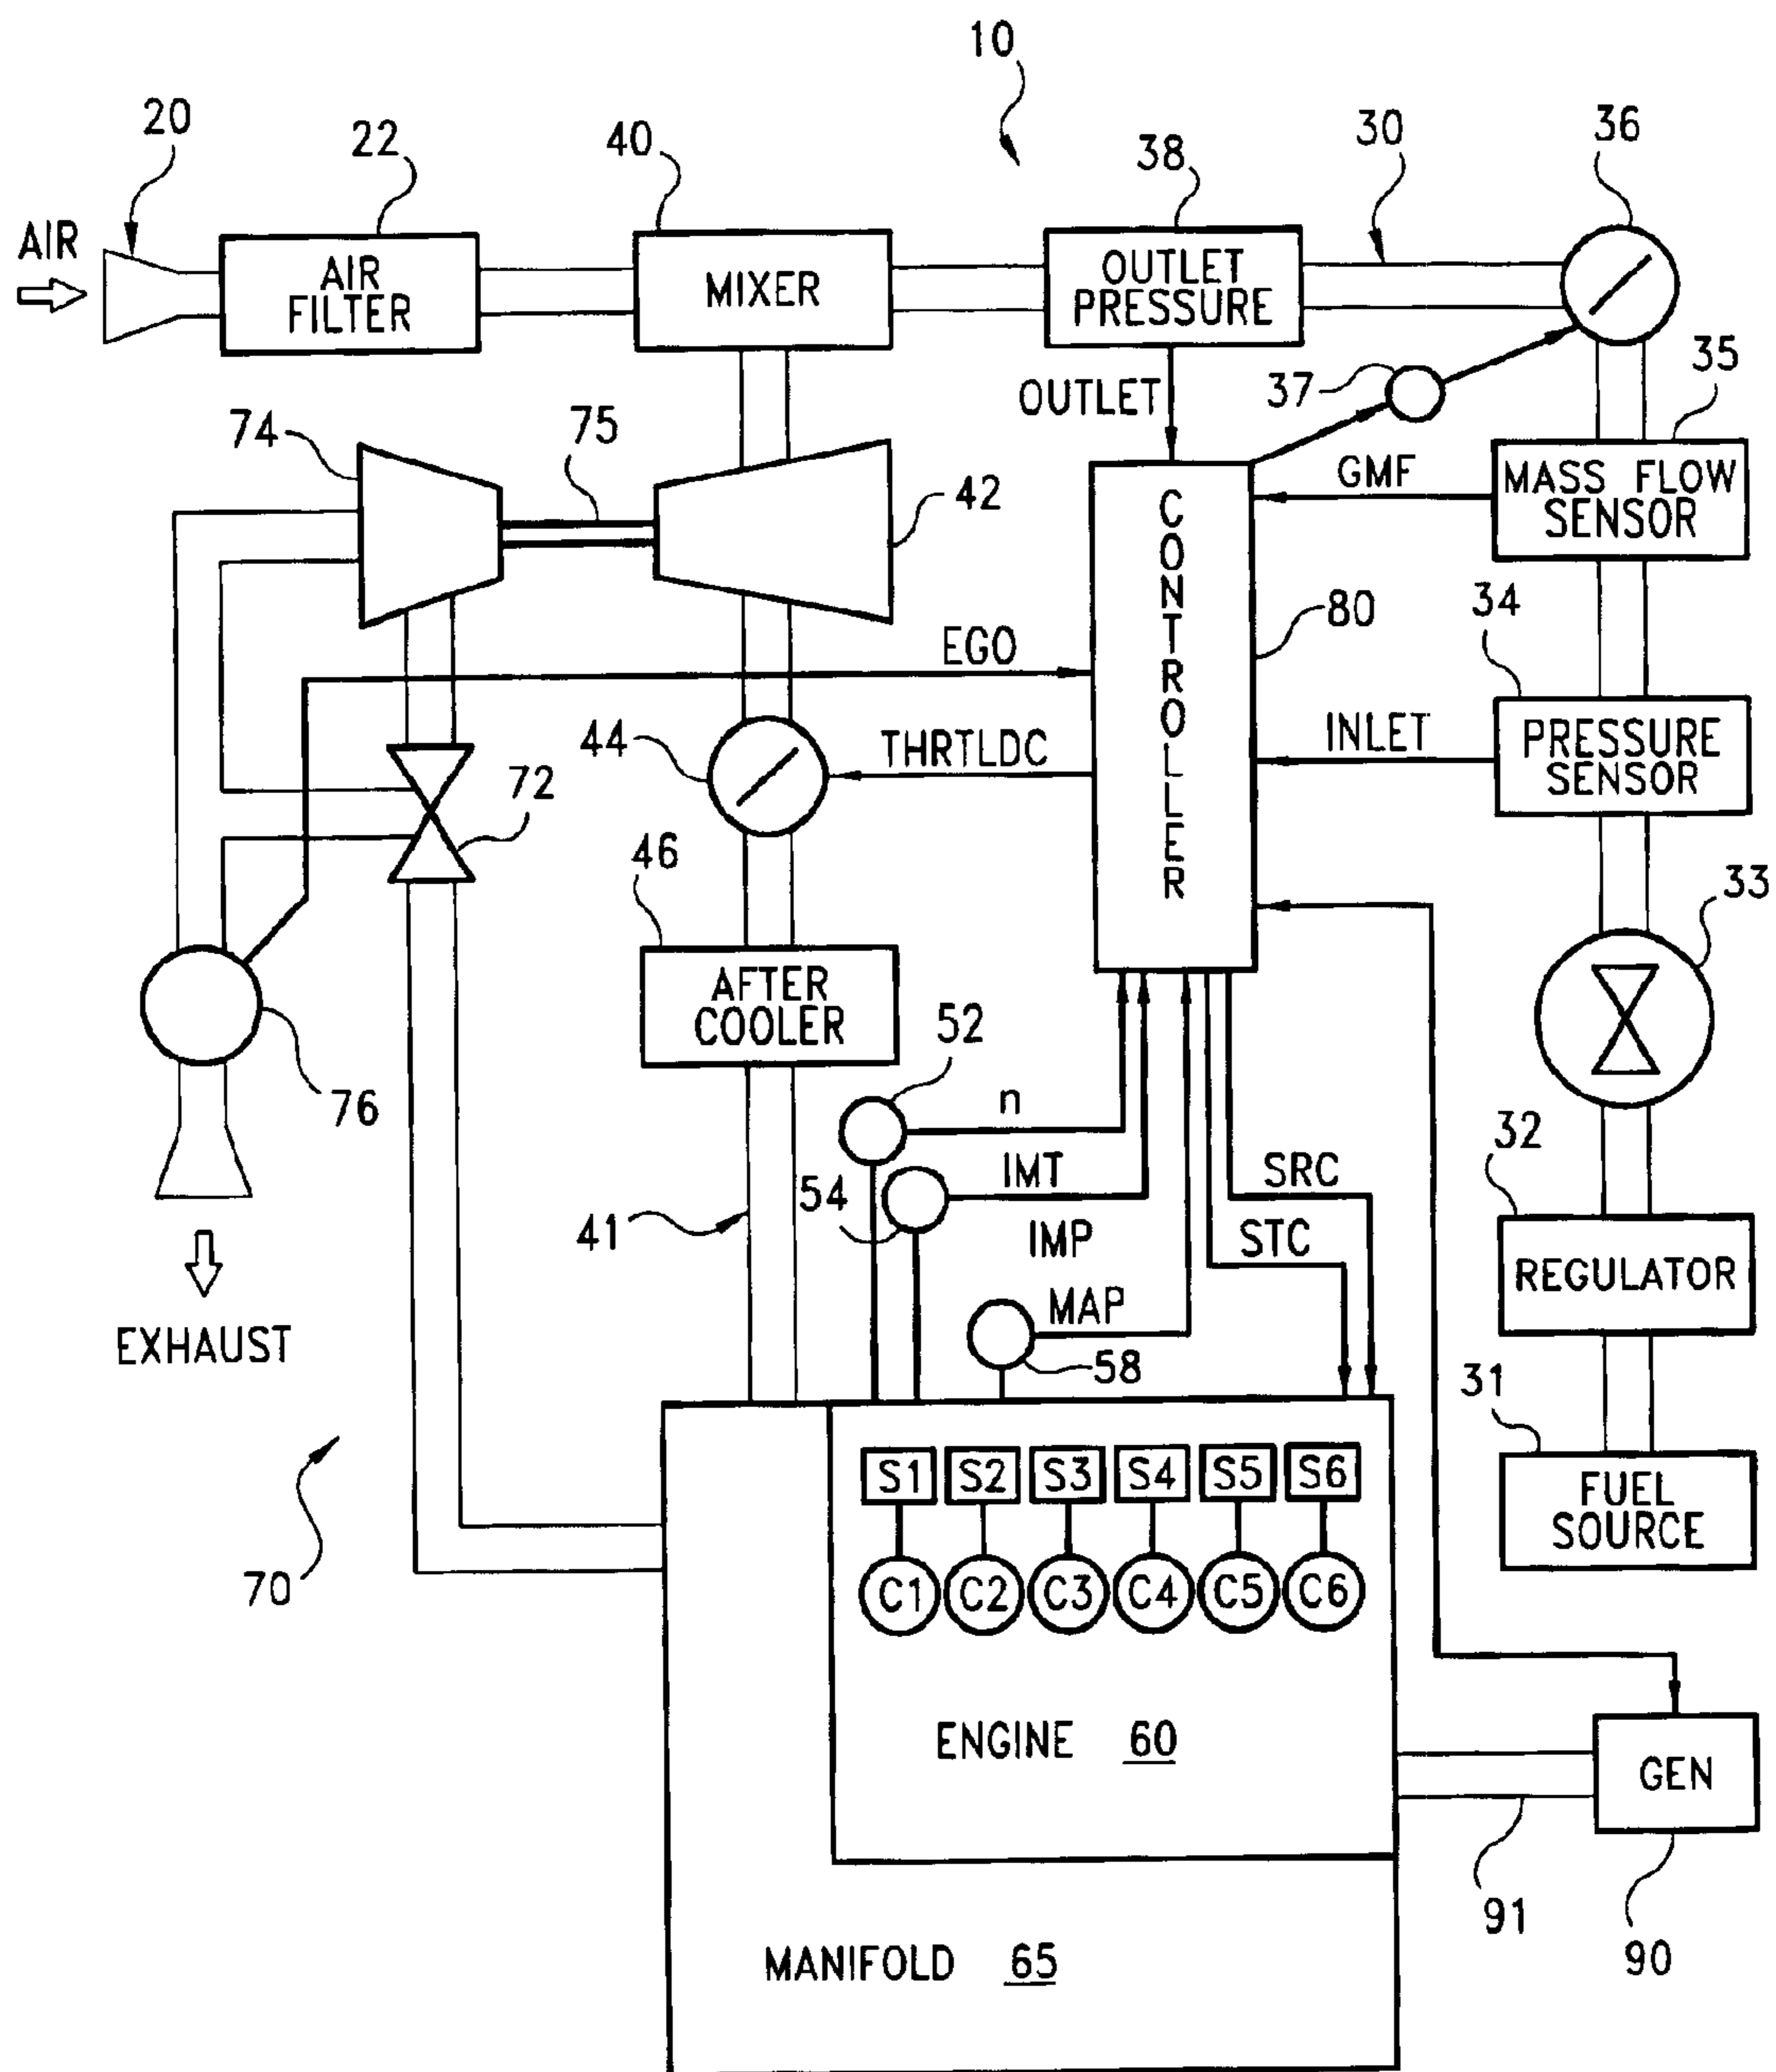 10
20
22
40
38
30
36
AIR
AIR
FILTER
MIXER
OUTLET
PRESSURE
37
35
OUTLET
74
75
42
GMF
MASS FLOW
SENSOR
CONTROLLER
34
80
EGO
INLET
PRESSURE
SENSOR
44
THRTLDC
72
46
33
AFTER
COOLER
52
76
n
32
54
IMT
SRC
41
IMP
STC
REGULATOR
MAP
EXHAUST
58
31
S1 S2 S3 S4 S5 S6
FUEL
SOURCE
70
C1 C2 C3 C4 C5 C6
ENGINE 60
GEN
91
90
MANIFOLD 65